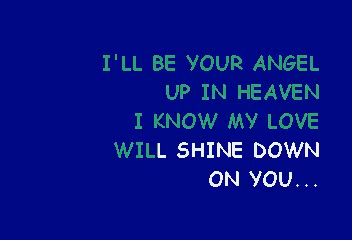 I'LL BE YOUR ANGEL
UP IN HEAVEN
I KNOW MY LOVE
WILL SHINE DOWN
ON YOU...